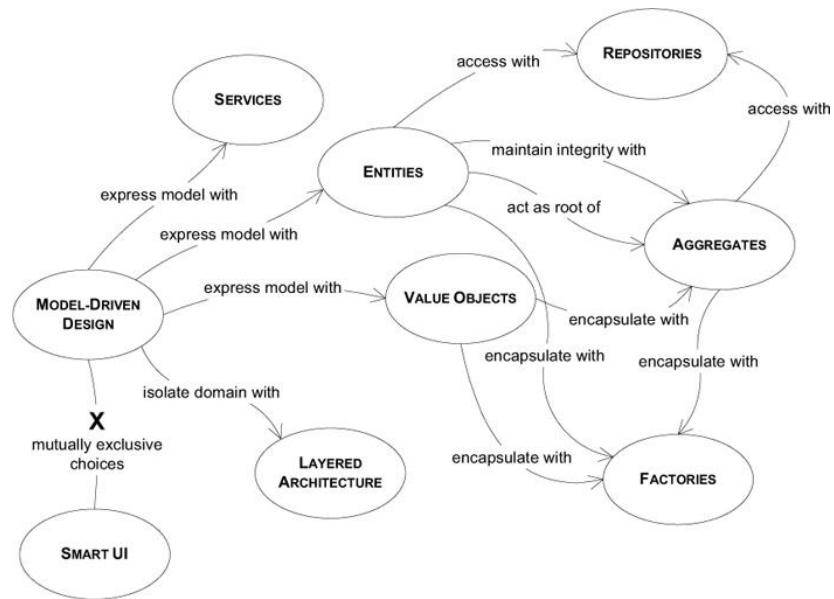 REPOSITORIES
access with
SERVICES
access with
maintain integrity with
ENTITIES
express model with
act as root of
express model with
AGGREGATES
express model with
VALUE OBJECTS
MODEL-DRIVEN
DESIGN
encapsulate with
encapsulate with
encapsulate with
isolate domain with
X
mutually exclusive
choices
encapsulate with
LAYERED
ARCHITECTURE
FACTORIES
SMART UI